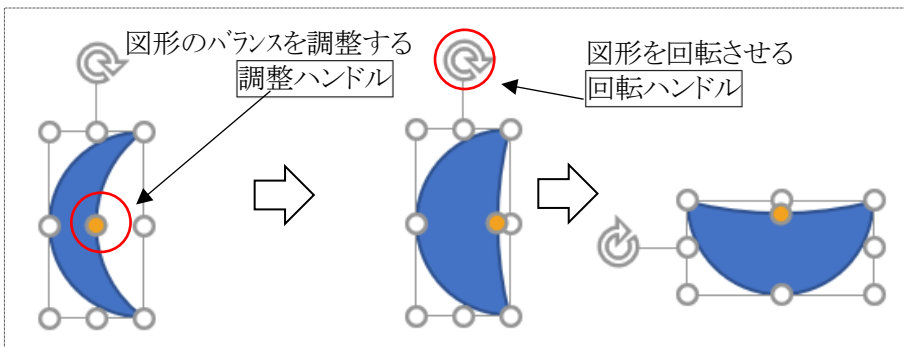 図形のバランスを調整する
調整ハンドル
図形を回転させる
回転ハンドル